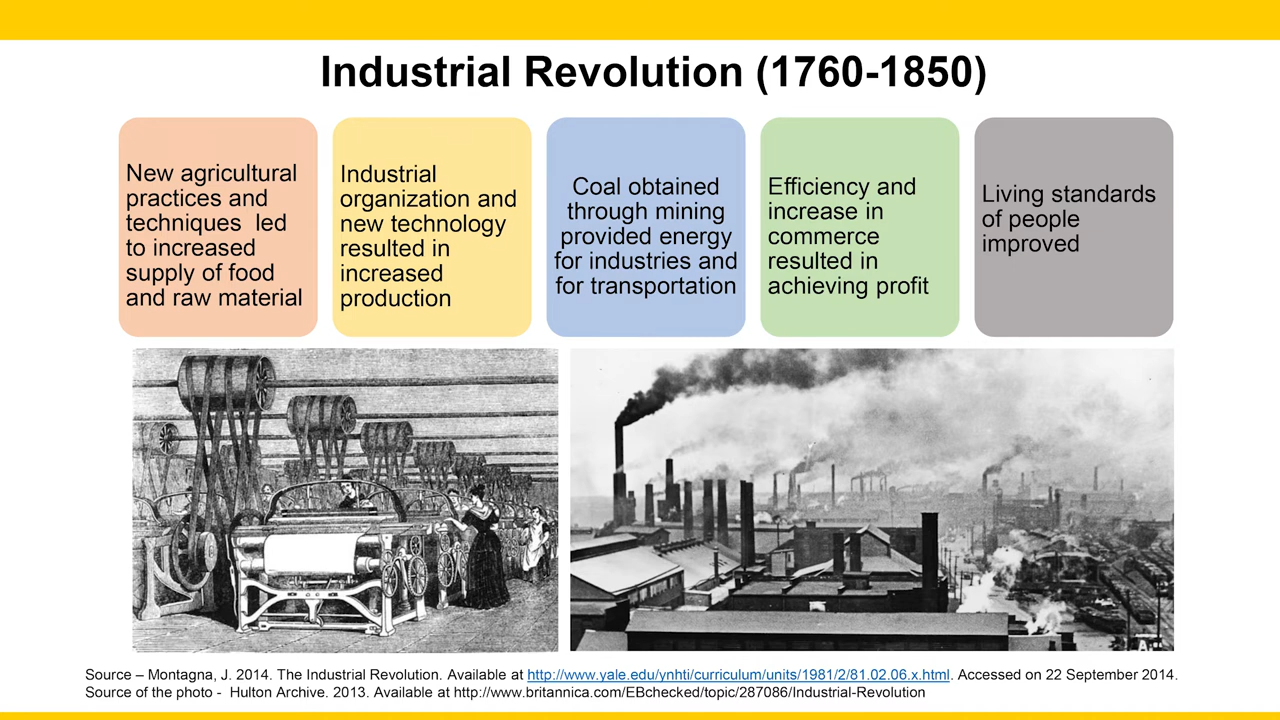 Industrial Revolution (1760-1850)
New agricultural
practices and
techniques led
to increased
supply of food
and raw material
Industrial
organization and
new technology
resulted in
increased
production
Coal obtained
through mining
provided energy
for industries and
for transportation
Efficiency and
increase in
commerce
resulted in
achieving profit
Living standards
of people
improved
Source – Montagna, J. 2014. The Industrial Revolution. Available at http://www.yale.edu/ynhti/curriculum/units/1981/2/81.02.06.x.html. Accessed on 22 September 2014.
Source of the photo - Hulton Archive. 2013. Available at http://www.britannica.com/EBchecked/topic/287086/Industrial-Revolution